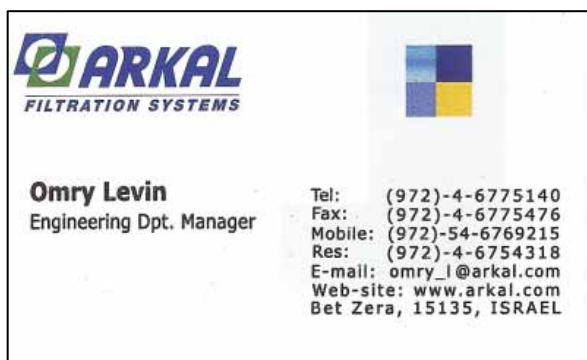 ARKAL
FILTRATION SYSTEMS
Omry Levin
Engineering Dpt. Manager
Tel: (972)-4-6775140
Fax: (972)-4-6775476
Mobile: (972)-54-6769215
Res: (972)-4-6754318
E-mail: omry_l@arkal.com
Web-site: www.arkal.com
Bet Zera, 15135, ISRAEL